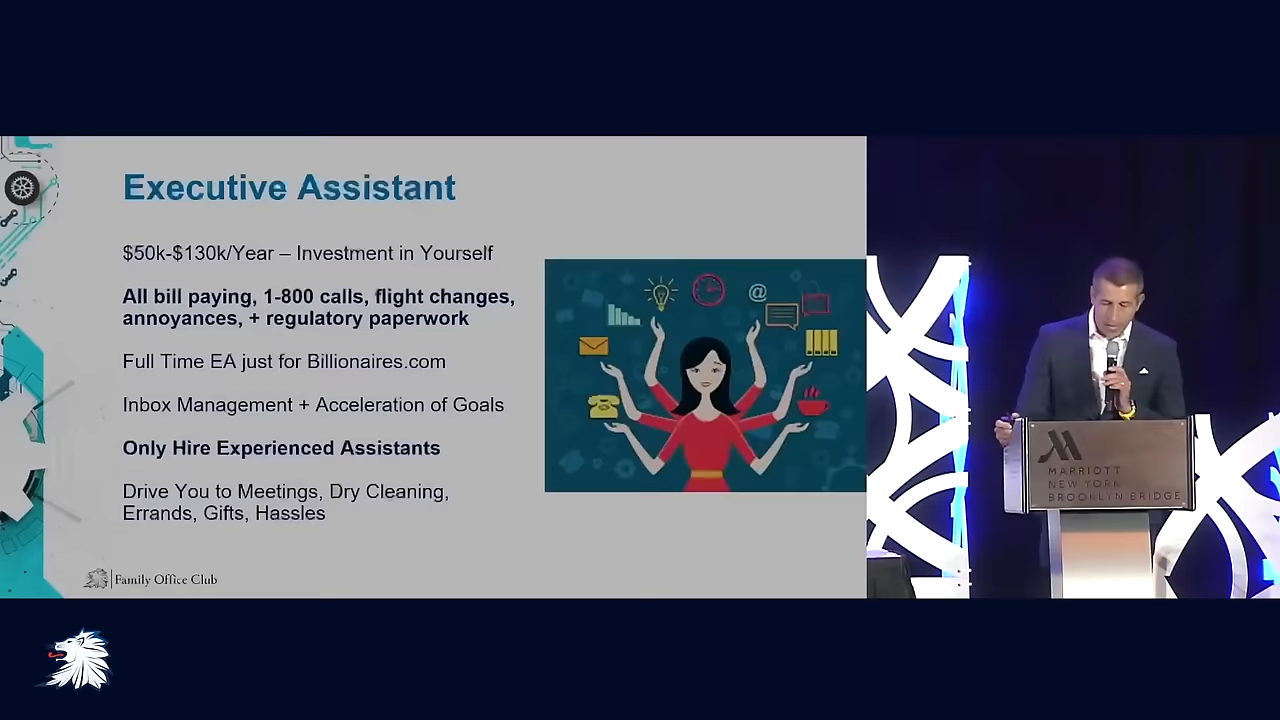 Executive Assistant
$50k-$130k/Year – Investment in Yourself
All bill paying, 1-800 calls, flight changes,
annoyances, + regulatory paperwork
Full Time EA just for Billionaires.com
Inbox Management + Acceleration of Goals
Only Hire Experienced Assistants
Drive You to Meetings, Dry Cleaning,
Errands, Gifts, Hassles
Family Office Club
@
MARRIOTT
NEW YORK
BROOKLYN BRIDGE